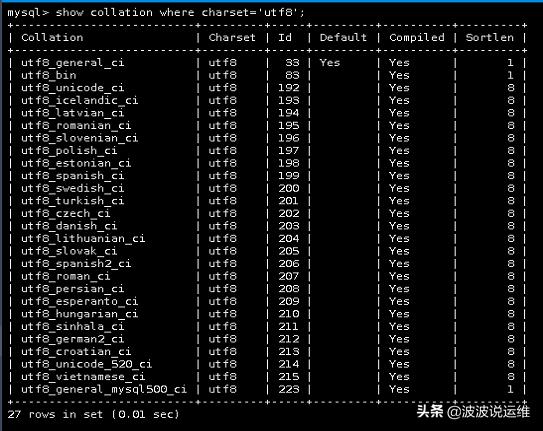 mysql> show collation where charset='utf8';
+--------------------------+---------+-----+---------+----------+---------+
| Collation | Charset | Id | Default | Compiled | Sortlen |
+--------------------------+---------+-----+---------+----------+---------+
| utf8_general_ci | utf8 | 33 | Yes | Yes | 1 |
| utf8_bin | utf8 | 83 | | Yes | 1 |
| utf8_unicode_ci | utf8 | 192 | | Yes | 8 |
| utf8_icelandic_ci | utf8 | 193 | | Yes | 8 |
| utf8_latvian_ci | utf8 | 194 | | Yes | 8 |
| utf8_romanian_ci | utf8 | 195 | | Yes | 8 |
| utf8_slovenian_ci | utf8 | 196 | | Yes | 8 |
| utf8_polish_ci | utf8 | 197 | | Yes | 8 |
| utf8_estonian_ci | utf8 | 198 | | Yes | 8 |
| utf8_spanish_ci | utf8 | 199 | | Yes | 8 |
| utf8_swedish_ci | utf8 | 200 | | Yes | 8 |
| utf8_turkish_ci | utf8 | 201 | | Yes | 8 |
| utf8_czech_ci | utf8 | 202 | | Yes | 8 |
| utf8_danish_ci | utf8 | 203 | | Yes | 8 |
| utf8_lithuanian_ci | utf8 | 204 | | Yes | 8 |
| utf8_slovak_ci | utf8 | 205 | | Yes | 8 |
| utf8_spanish2_ci | utf8 | 206 | | Yes | 8 |
| utf8_roman_ci | utf8 | 207 | | Yes | 8 |
| utf8_persian_ci | utf8 | 208 | | Yes | 8 |
| utf8_esperanto_ci | utf8 | 209 | | Yes | 8 |
| utf8_hungarian_ci | utf8 | 210 | | Yes | 8 |
| utf8_sinhala_ci | utf8 | 211 | | Yes | 8 |
| utf8_german2_ci | utf8 | 212 | | Yes | 8 |
| utf8_croatian_ci | utf8 | 213 | | Yes | 8 |
| utf8_unicode_520_ci | utf8 | 214 | | Yes | 8 |
| utf8_vietnamese_ci | utf8 | 215 | | Yes | 8 |
| utf8_general_mysql500_ci | utf8 | 223 | | Yes | 1 |
+--------------------------+---------+-----+---------+----------+---------+
27 rows in set (0.01 sec)
头条 @波波说运维